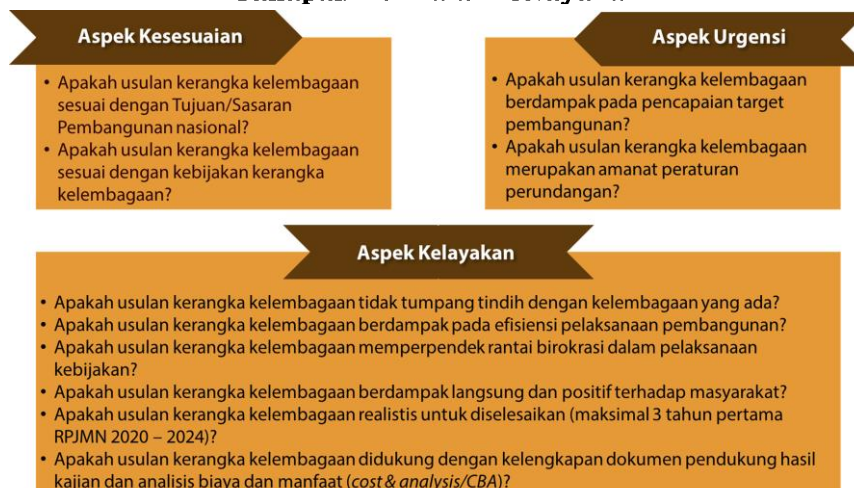 Aspek Kesesuaian
• Apakah usulan kerangka kelembagaan
sesuai dengan Tujuan/Sasaran
Pembangunan nasional?
• Apakah usulan kerangka kelembagaan
sesuai dengan kebijakan kerangka
kelembagaan?
Aspek Urgensi
• Apakah usulan kerangka kelembagaan
berdampak pada pencapaian target
pembangunan?
• Apakah usulan kerangka kelembagaan
merupakan amanat peraturan
perundangan?
Aspek Kelayakan
• Apakah usulan kerangka kelembagaan tidak tumpang tindih dengan kelembagaan yang ada?
• Apakah usulan kerangka kelembagaan berdampak pada efisiensi pelaksanaan pembangunan?
• Apakah usulan kerangka kelembagaan memperpendek rantai birokrasi dalam pelaksanaan
kebijakan?
• Apakah usulan kerangka kelembagaan berdampak langsung dan positif terhadap masyarakat?
• Apakah usulan kerangka kelembagaan realistis untuk diselesaikan (maksimal 3 tahun pertama
RPJMN 2020 – 2024)?
• Apakah usulan kerangka kelembagaan didukung dengan kelengkapan dokumen pendukung hasil
kajian dan analisis biaya dan manfaat (cost & analysis/CBA)?